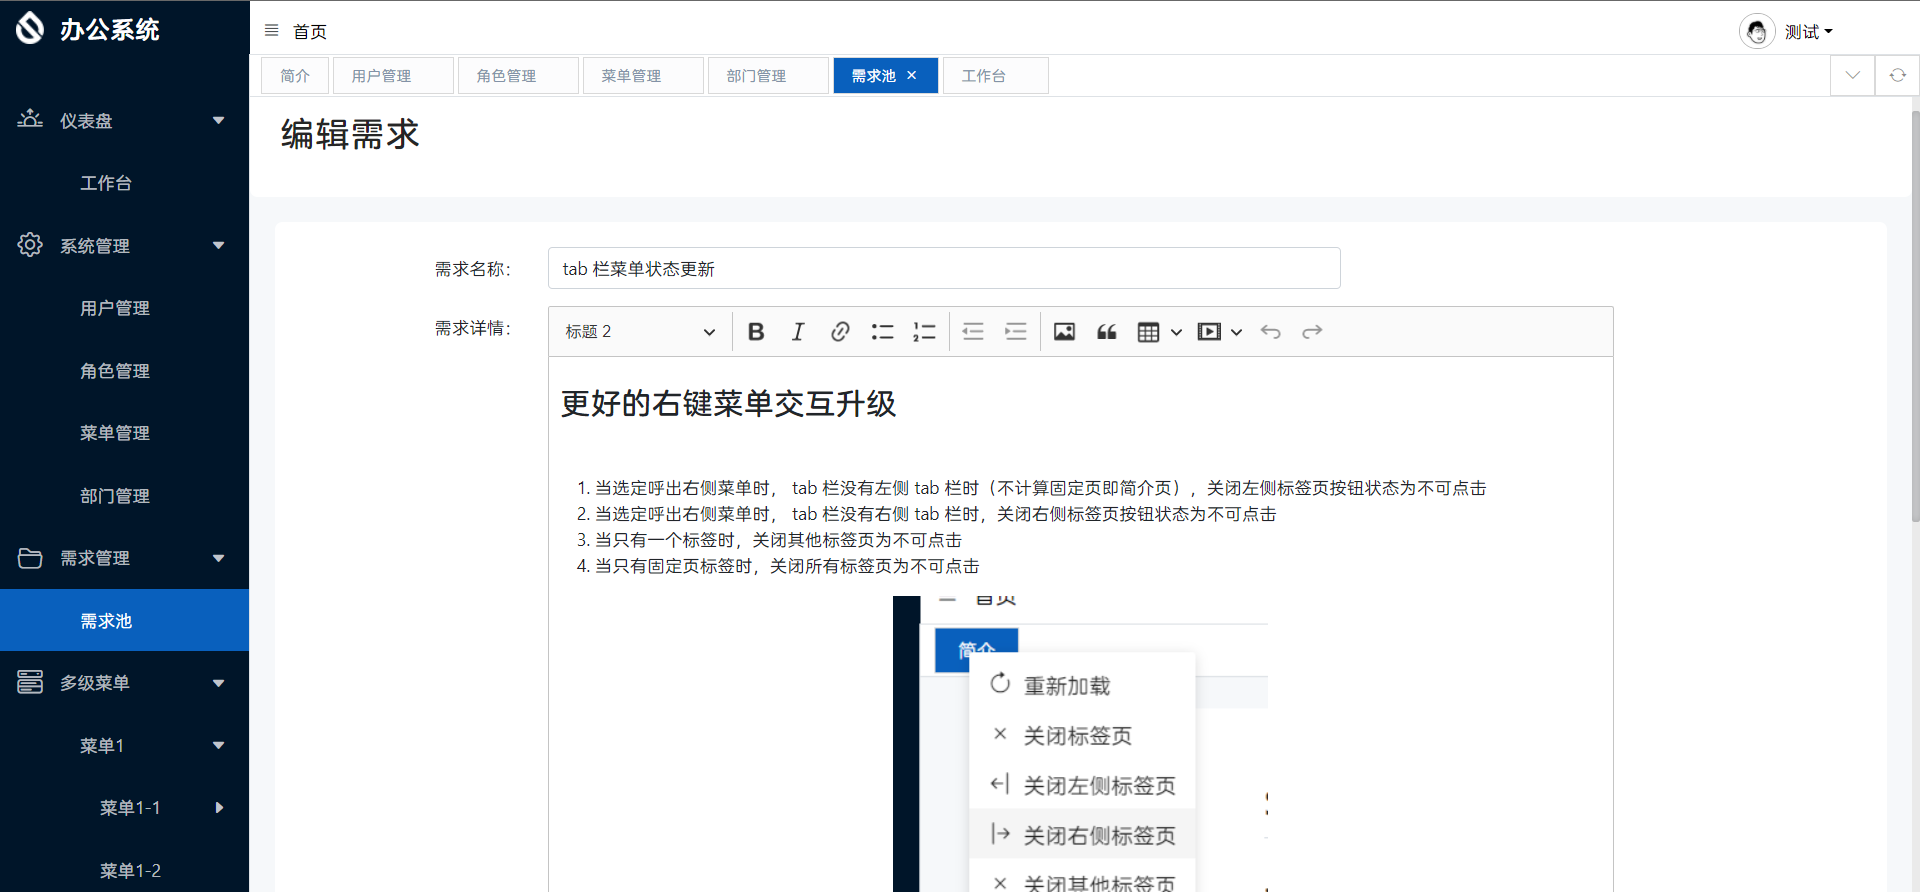 办公系统
首页
测试
简介
用户管理
角色管理
菜单管理
部门管理
需求池
工作台
仪表盘
工作台
系统管理
用户管理
角色管理
菜单管理
部门管理
需求管理
需求池
多级菜单
菜单1
菜单1-1
菜单1-2
编辑需求
需求名称：
tab 栏菜单状态更新
需求详情：
标题 2
更好的右键菜单交互升级
1. 当选定呼出右侧菜单时， tab 栏没有左侧 tab 栏时（不计算固定页即简介页），关闭左侧标签页按钮状态为不可点击
2. 当选定呼出右侧菜单时， tab 栏没有右侧 tab 栏时，关闭右侧标签页按钮状态为不可点击
3. 当只有一个标签时，关闭其他标签页为不可点击
4. 当只有固定页标签时，关闭所有标签页为不可点击
首页
简介
重新加载
关闭标签页
关闭左侧标签页
关闭右侧标签页
关闭其他标签页